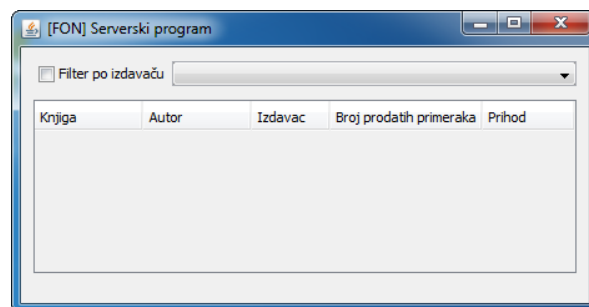 [FON] Serverski program
Filter po izdavaču
Knjiga Autor Izdavac Broj prodatih primeraka Prihod